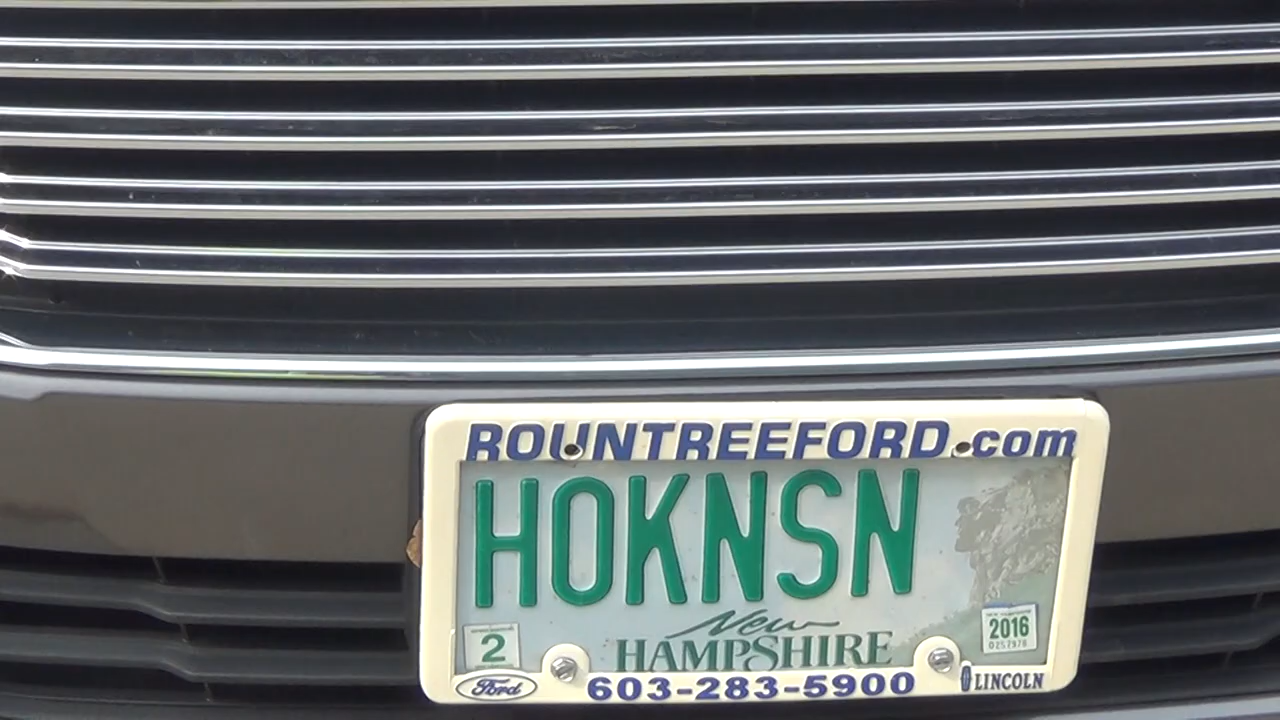 ROUNTREEFORD.com
HOKNSN
New
HAMPSHIRE
2
2016
Ford
603-283-5900
LINCOLN